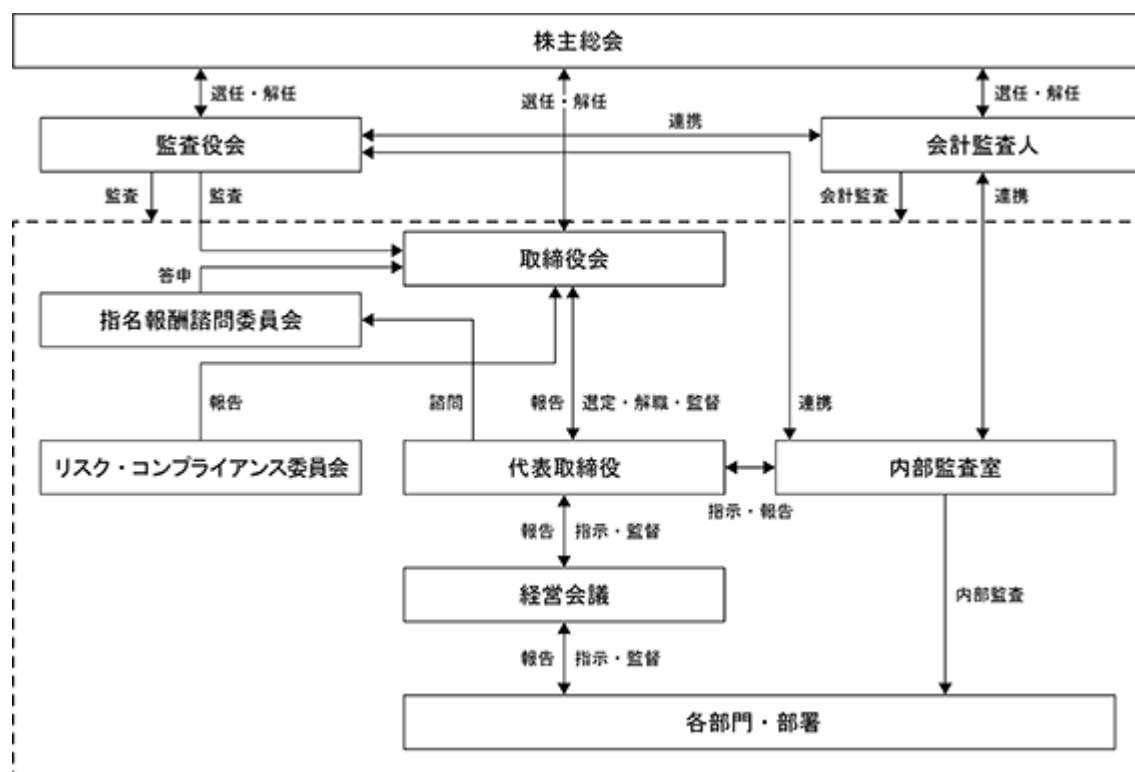 株主総会
選任・解任
選任・解任
選任・解任
連携
監査役会
会計監査人
監査
監査
会計監査
連携
取締役会
答申
指名報酬諮問委員会
報告
諮問
報告
選定・解職・監督
連携
リスク・コンプライアンス委員会
代表取締役
内部監査室
指示・報告
報告
指示・監督
経営会議
内部監査
報告
指示・監督
各部門・部署